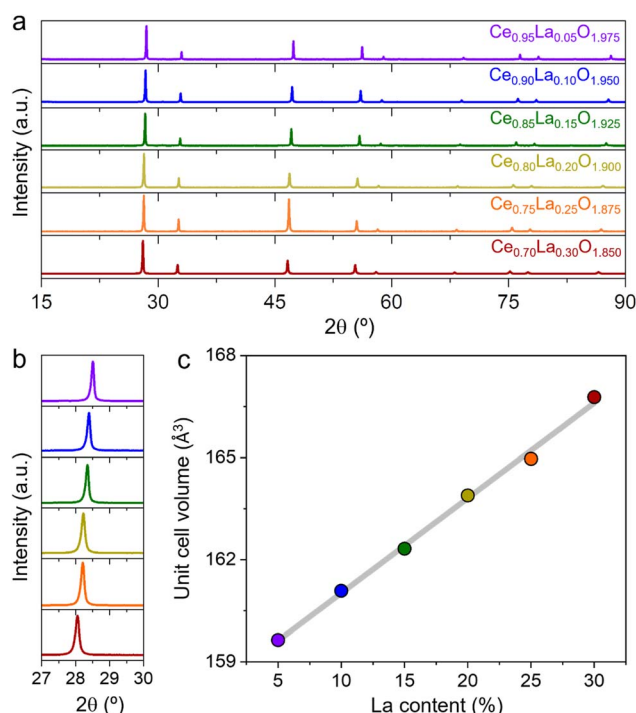 a
Intensity (a.u.)
Ce0.95La0.05O1.975
Ce0.90La0.10O1.950
Ce0.85La0.15O1.925
Ce0.80La0.20O1.900
Ce0.75La0.25O1.875
Ce0.70La0.30O1.850
15 30 45 60 75 90
2θ (º)
b
Intensity (a.u.)
27 28 29 30
2θ (º)
c
Unit cell volume (Å³)
168
165
162
159
5 10 15 20 25 30
La content (%)